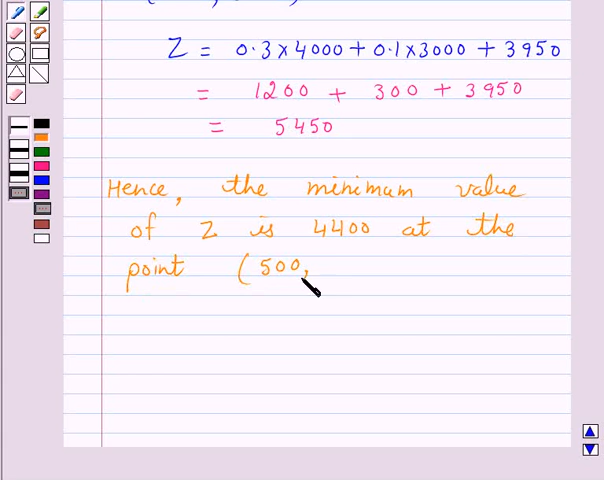 Z = 0.3 x 4000 + 0.1 x 3000 + 3950
= 1200 + 300 + 3950
= 5450
Hence, the minimum value
of Z is 4400 at the
point (500,